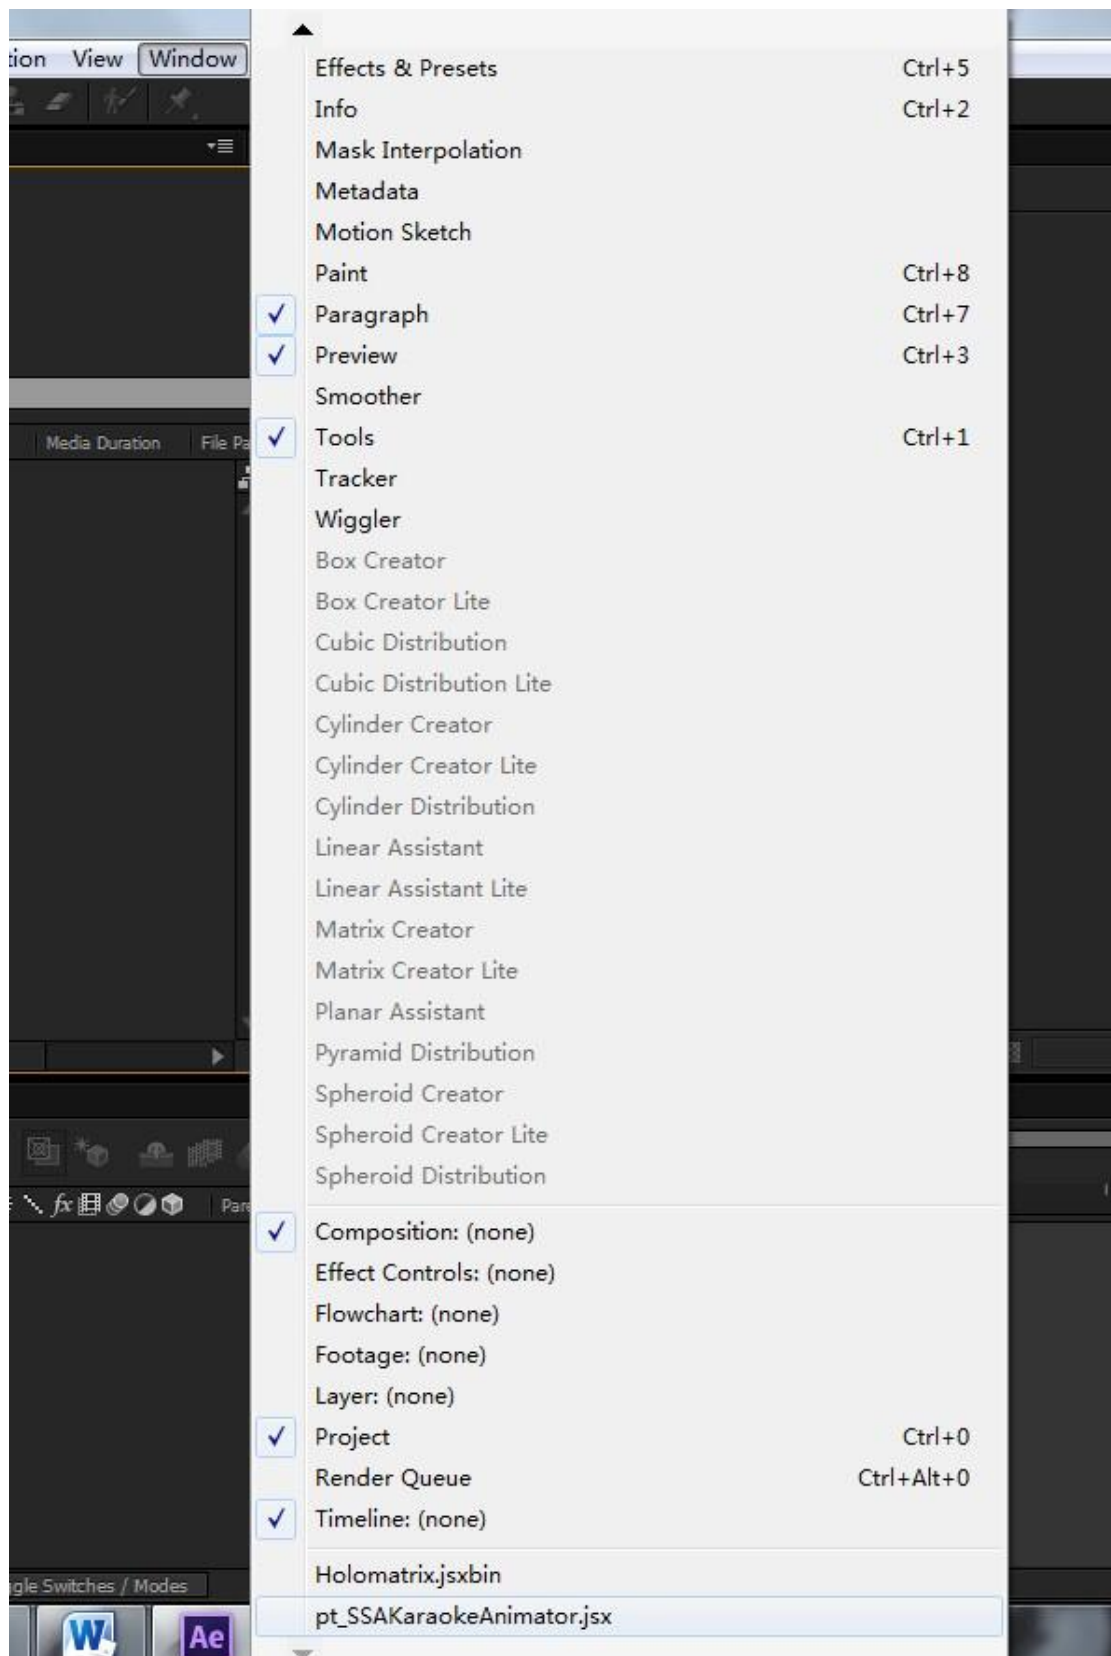 tion View Window
Effects & Presets Ctrl+5
Info Ctrl+2
Mask Interpolation
Metadata
Motion Sketch
Paint Ctrl+8
Paragraph Ctrl+7
Preview Ctrl+3
Smoother
Media Duration File Pa
Tools Ctrl+1
Tracker
Wiggler
Box Creator
Box Creator Lite
Cubic Distribution
Cubic Distribution Lite
Cylinder Creator
Cylinder Creator Lite
Cylinder Distribution
Linear Assistant
Linear Assistant Lite
Matrix Creator
Matrix Creator Lite
Planar Assistant
Pyramid Distribution
Spheroid Creator
Spheroid Creator Lite
Spheroid Distribution
fx Pare
Composition: (none)
Effect Controls: (none)
Flowchart: (none)
Footage: (none)
Layer: (none)
Project Ctrl+0
Render Queue Ctrl+Alt+0
Timeline: (none)
Holomatrix.jsxbin
ggle Switches / Modes
pt_SSAKaraokeAnimator.jsx
W Ae